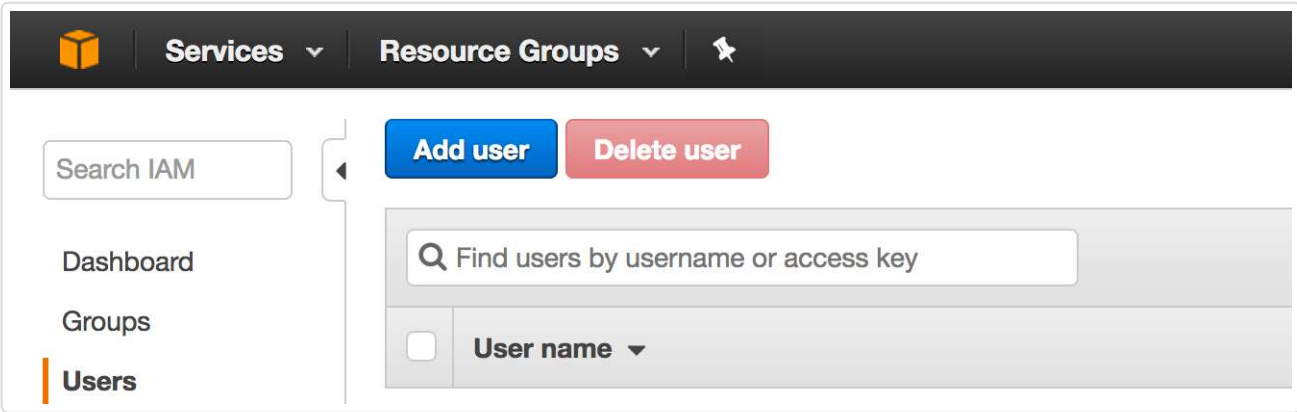 Services Resource Groups
Search IAM
Dashboard
Groups
Users
Add user Delete user
Find users by username or access key
User name